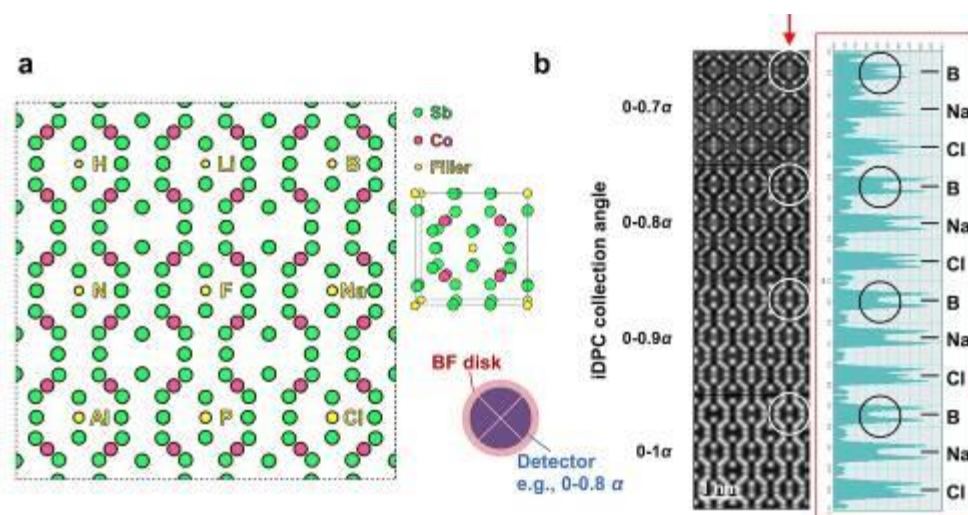 a
b
Sb
Co
Filler
H
Li
B
N
F
Na
Al
P
Cl
BF disk
Detector
e.g., 0-0.8 α
iDPC collection angle
0-0.7α
0-0.8α
0-0.9α
0-1α
1 nm
B
Na
Cl
B
Na
Cl
B
Na
Cl
B
Na
Cl